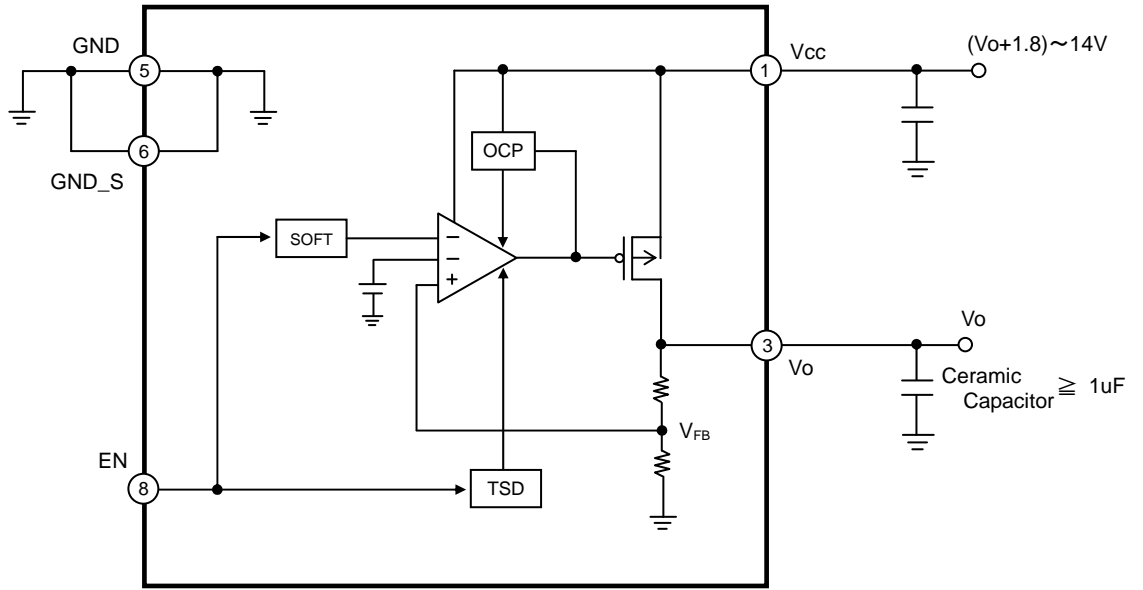 GND
5
6
GND_S
1
Vcc
(Vo+1.8)～14V
OCP
SOFT
−
−
+
3
Vo
Vo
Ceramic
Capacitor ≧ 1uF
VFB
EN
8
TSD